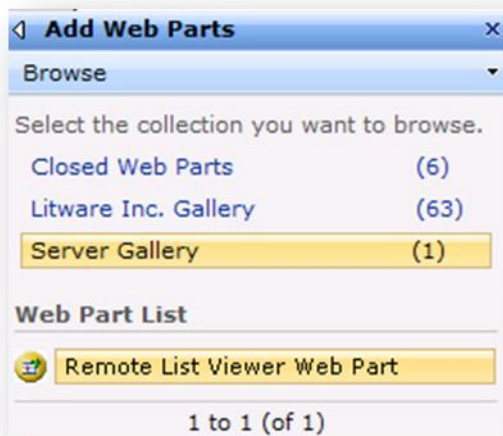 Add Web Parts
Browse
Select the collection you want to browse.
Closed Web Parts (6)
Litware Inc. Gallery (63)
Server Gallery (1)
Web Part List
Remote List Viewer Web Part
1 to 1 (of 1)